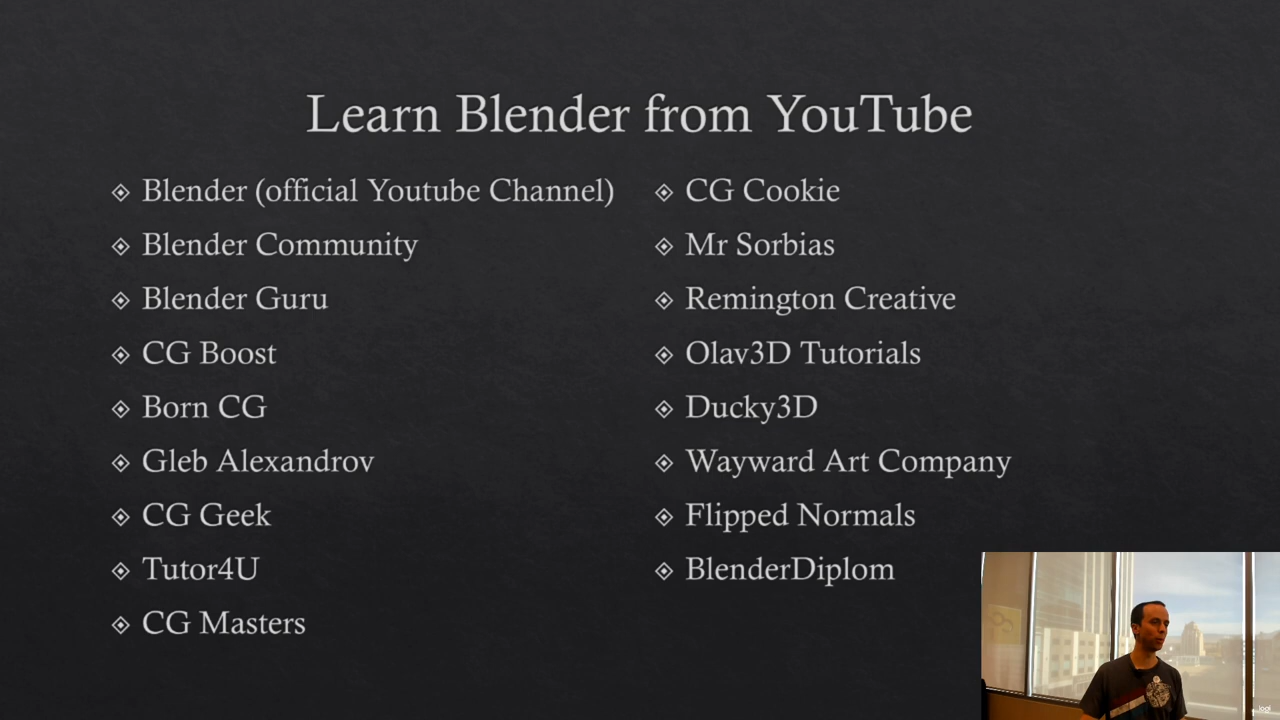 Learn Blender from YouTube
Blender (official Youtube Channel)
Blender Community
Blender Guru
CG Boost
Born CG
Gleb Alexandrov
CG Geek
Tutor4U
CG Masters
CG Cookie
Mr Sorbias
Remington Creative
Olav3D Tutorials
Ducky3D
Wayward Art Company
Flipped Normals
BlenderDiplom
logi